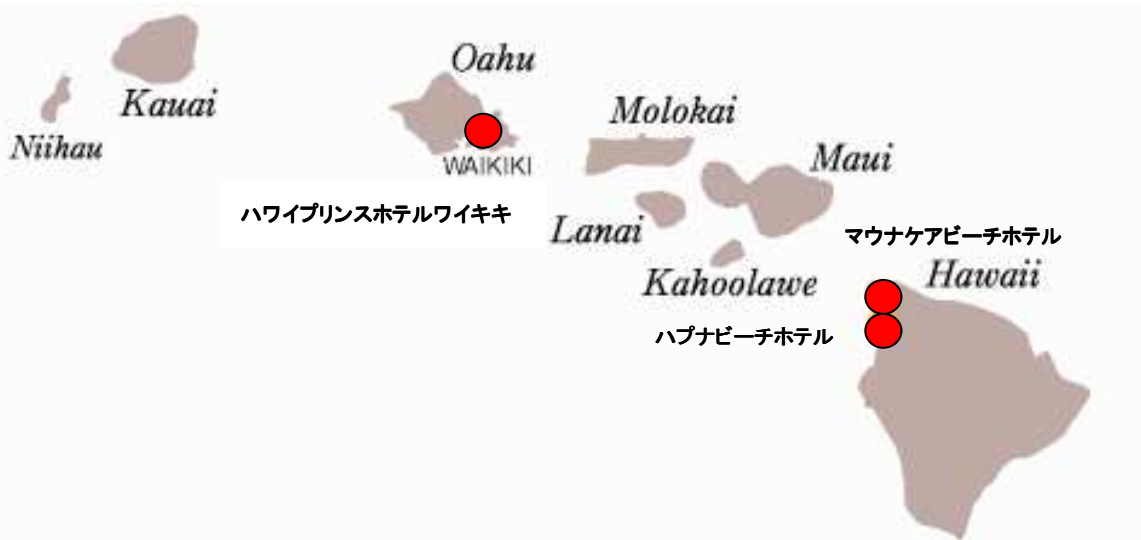 Oahu
Kauai
Molokai
Niihau
WAIKIKI
Maui
ハワイプリンスホテルワイキキ
Lanai
マウナケアビーチホテル
Kahoolawe
Hawaii
ハプナビーチホテル